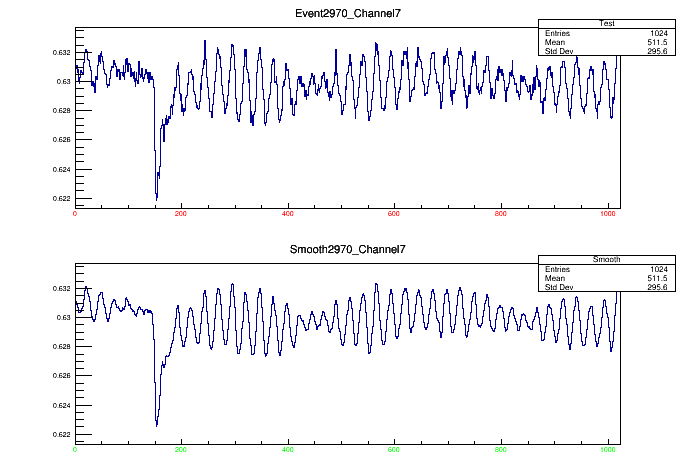 Event2970_Channel7
Test
Entries 1024
Mean 511.5
Std Dev 295.6
0.632
0.63
0.628
0.626
0.624
0.622
0 200 400 600 800 1000
Smooth2970_Channel7
Smooth
Entries 1024
Mean 511.5
Std Dev 295.6
0.632
0.63
0.628
0.626
0.624
0.622
0 200 400 600 800 1000